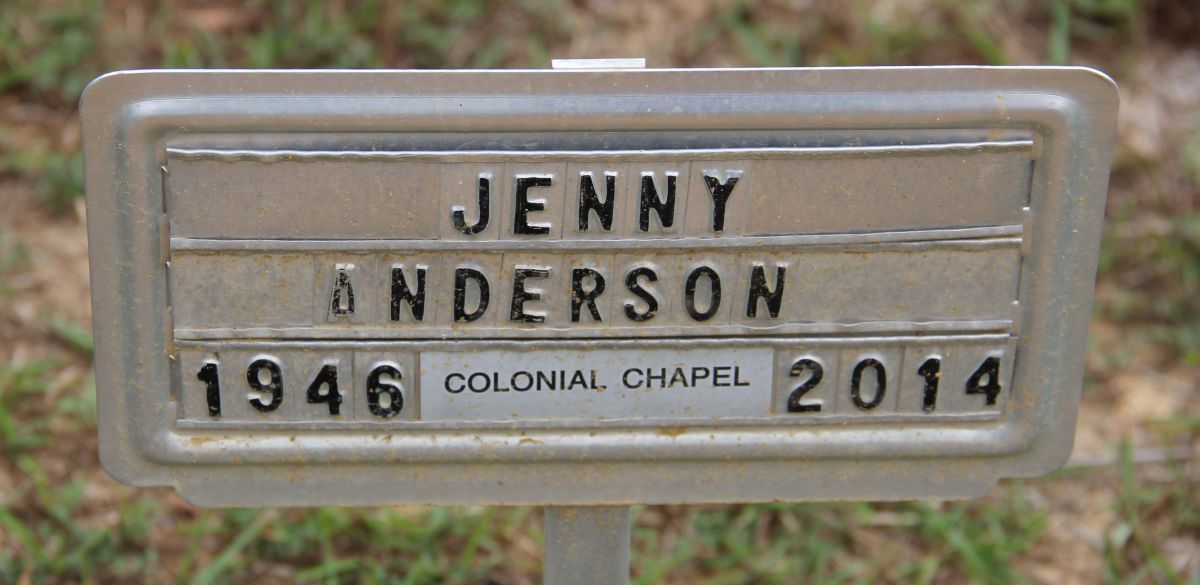 JENNY
ANDERSON
1946 COLONIAL CHAPEL 2014